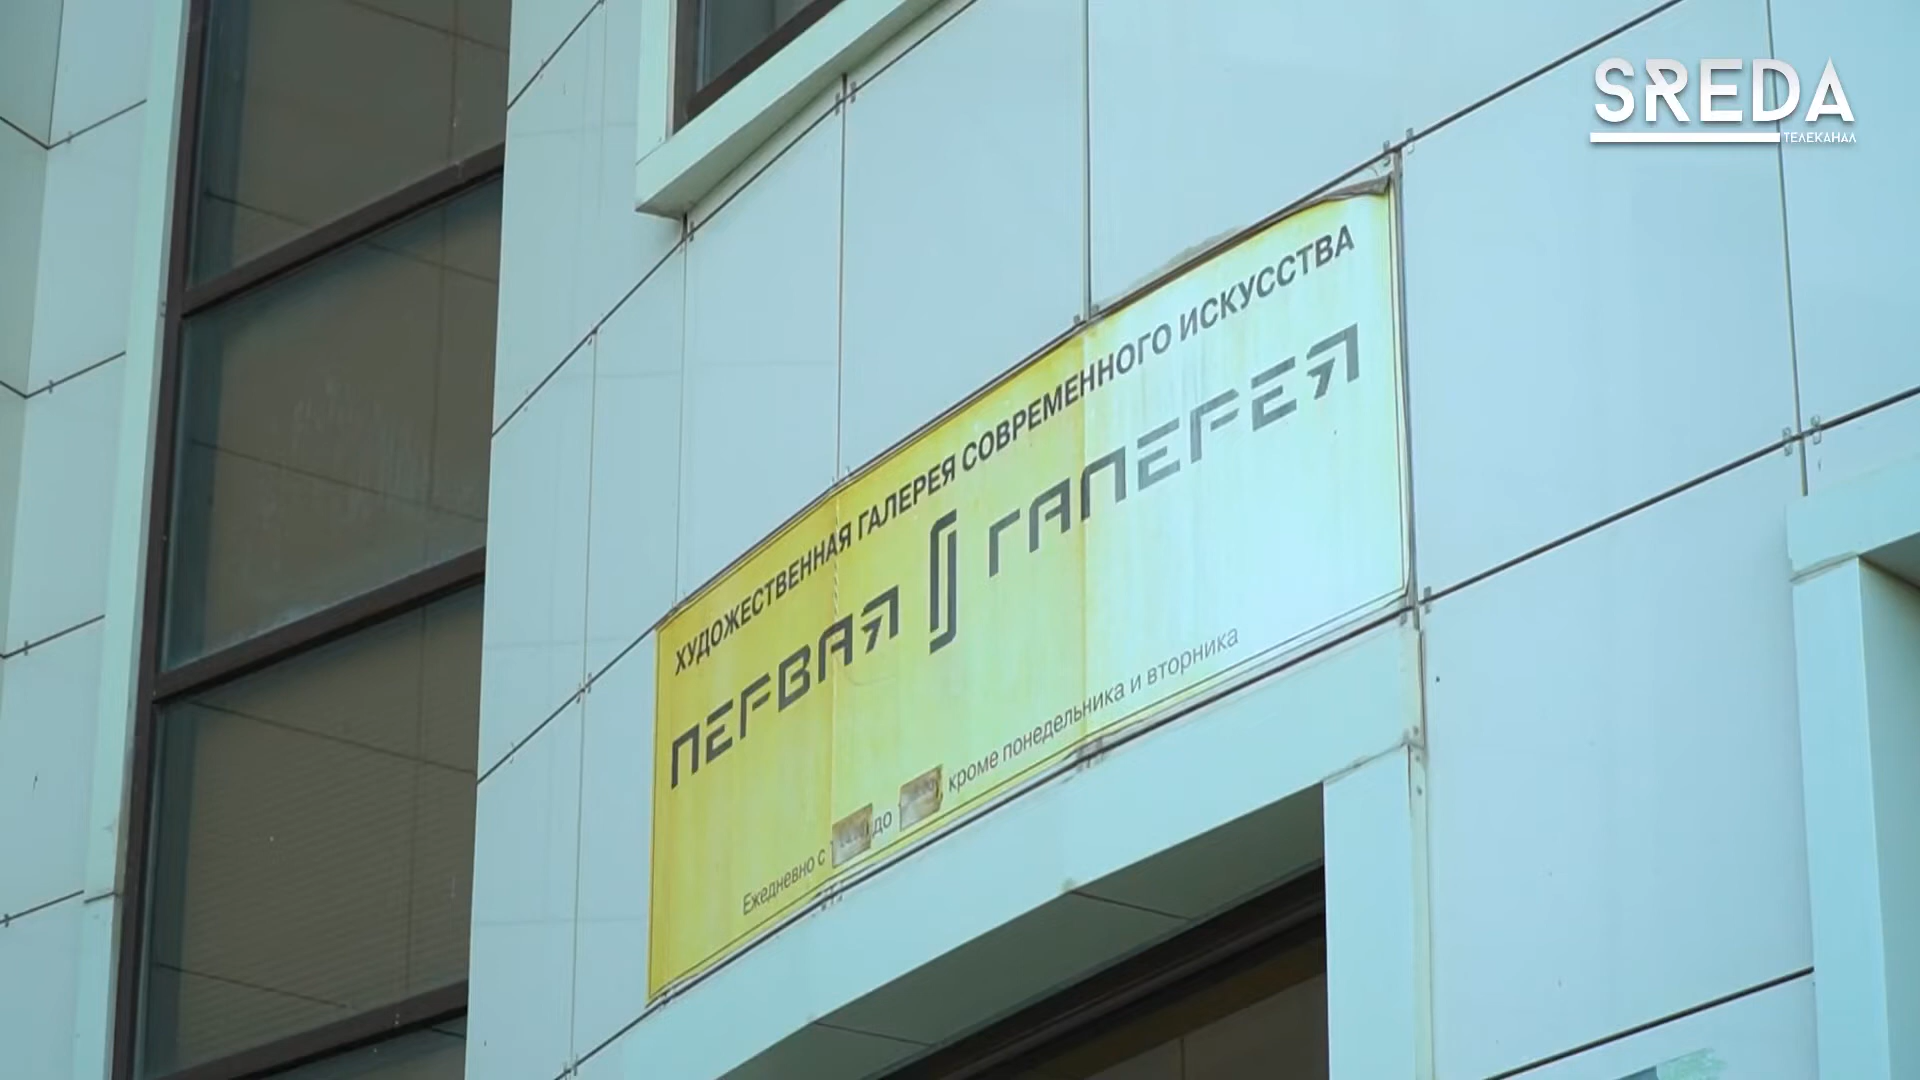 SREDA
ТЕЛЕКАНАЛ
ХУДОЖЕСТВЕННАЯ ГАЛЕРЕЯ СОВРЕМЕННОГО ИСКУССТВА
ПЕРВАЯ ГАЛЕРЕЯ
Ежедневно с до кроме понедельника и вторника